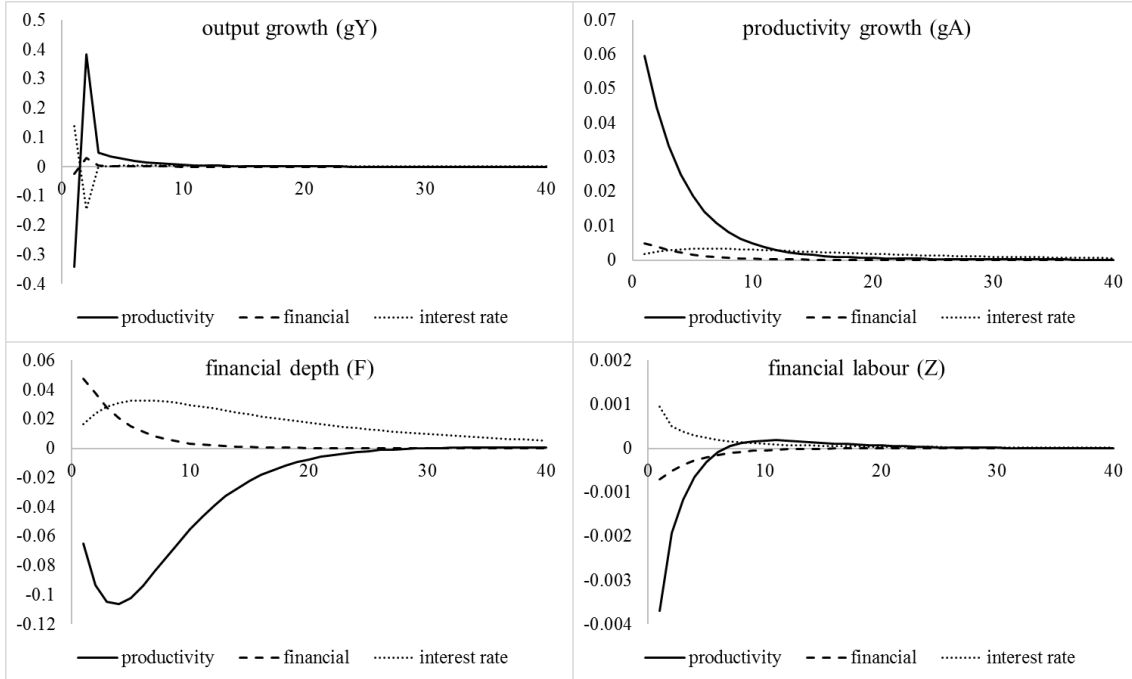 output growth (gY)
0.5
0.4
0.3
0.2
0.1
0
-0.1
-0.2
-0.3
-0.4
0 10 20 30 40
productivity financial interest rate
productivity growth (gA)
0.07
0.06
0.05
0.04
0.03
0.02
0.01
0
0 10 20 30 40
productivity financial interest rate
financial depth (F)
0.06
0.04
0.02
0
-0.02
-0.04
-0.06
-0.08
-0.1
-0.12
0 10 20 30 40
productivity financial interest rate
financial labour (Z)
0.002
0.001
0
-0.001
-0.002
-0.003
-0.004
0 10 20 30 40
productivity financial interest rate